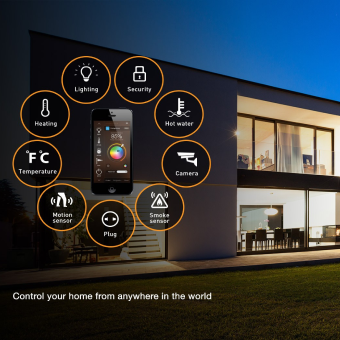 Lighting
Security
Heating
Hot water
°F°C
Temperature
Camera
Motion
sensor
Plug
Smoke
sensor
Control your home from anywhere in the world